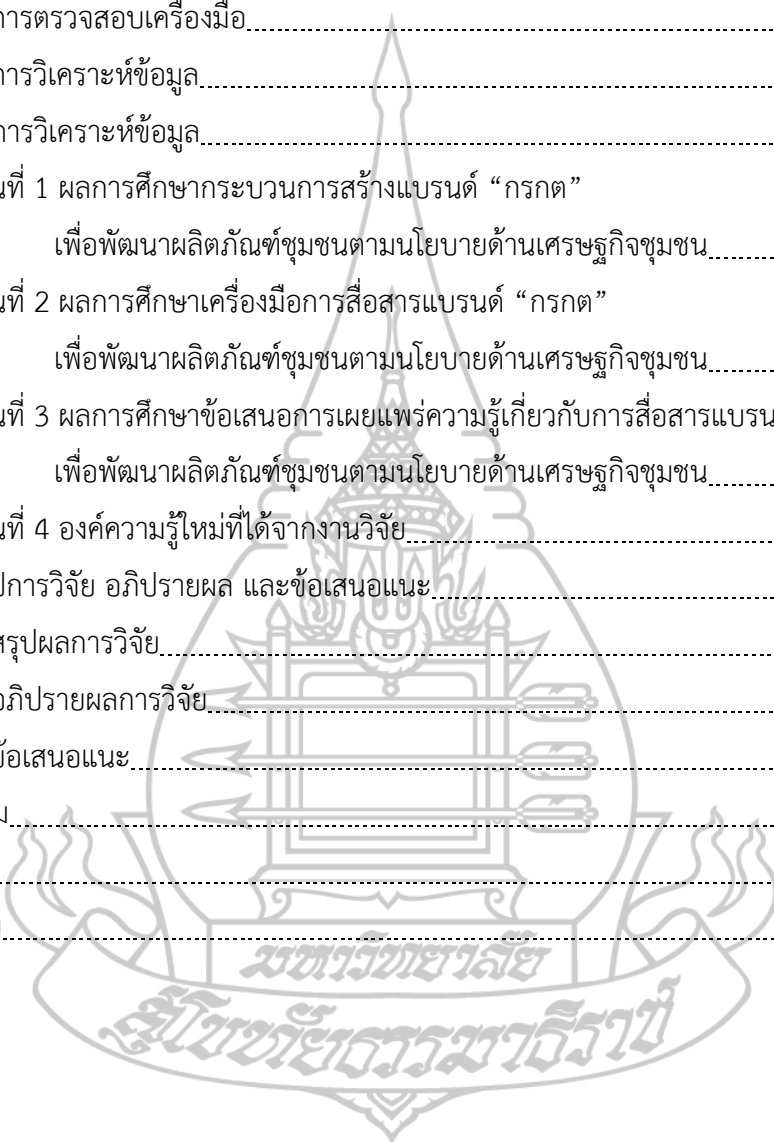 การตรวจสอบเครื่องมือ
การวิเคราะห์ข้อมูล
การวิเคราะห์ข้อมูล
ที่ 1 ผลการศึกษากระบวนการสร้างแบรนด์ “กรกต”
เพื่อพัฒนาผลิตภัณฑ์ชุมชนตามนโยบายด้านเศรษฐกิจชุมชน
ที่ 2 ผลการศึกษาเครื่องมือการสื่อสารแบรนด์ “กรกต”
เพื่อพัฒนาผลิตภัณฑ์ชุมชนตามนโยบายด้านเศรษฐกิจชุมชน
ที่ 3 ผลการศึกษาข้อเสนอการเผยแพร่ความรู้เกี่ยวกับการสื่อสารแบรน
เพื่อพัฒนาผลิตภัณฑ์ชุมชนตามนโยบายด้านเศรษฐกิจชุมชน
ที่ 4 องค์ความรู้ใหม่ที่ได้จากงานวิจัย
ปการวิจัย อภิปรายผล และข้อเสนอแนะ
สรุปผลการวิจัย
อภิปรายผลการวิจัย
ข้อเสนอแนะ
มหาวิทยาลัย
สุโขทัยธรรมาธิราช